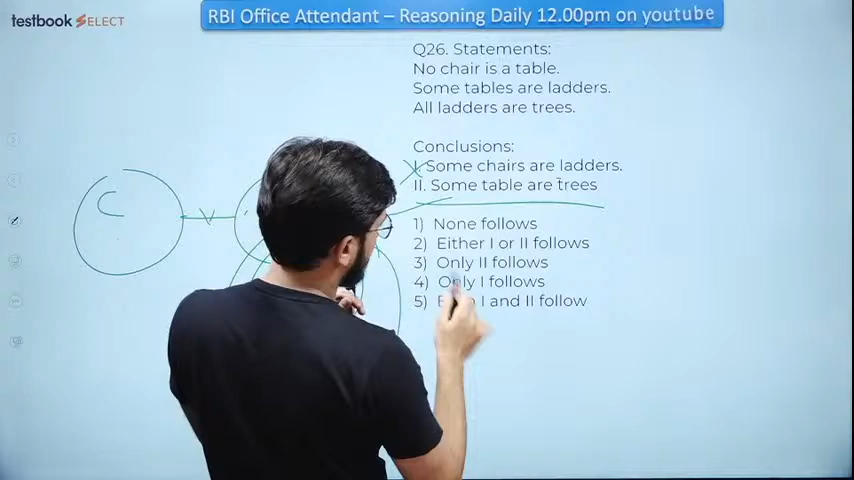 testbook SELECT
RBI Office Attendant – Reasoning Daily 12.00pm on youtube
Q26. Statements:
No chair is a table.
Some tables are ladders.
All ladders are trees.
Conclusions:
I. Some chairs are ladders.
II. Some table are trees
1) None follows
2) Either I or II follows
3) Only II follows
4) Only I follows
5) I and II follow
C